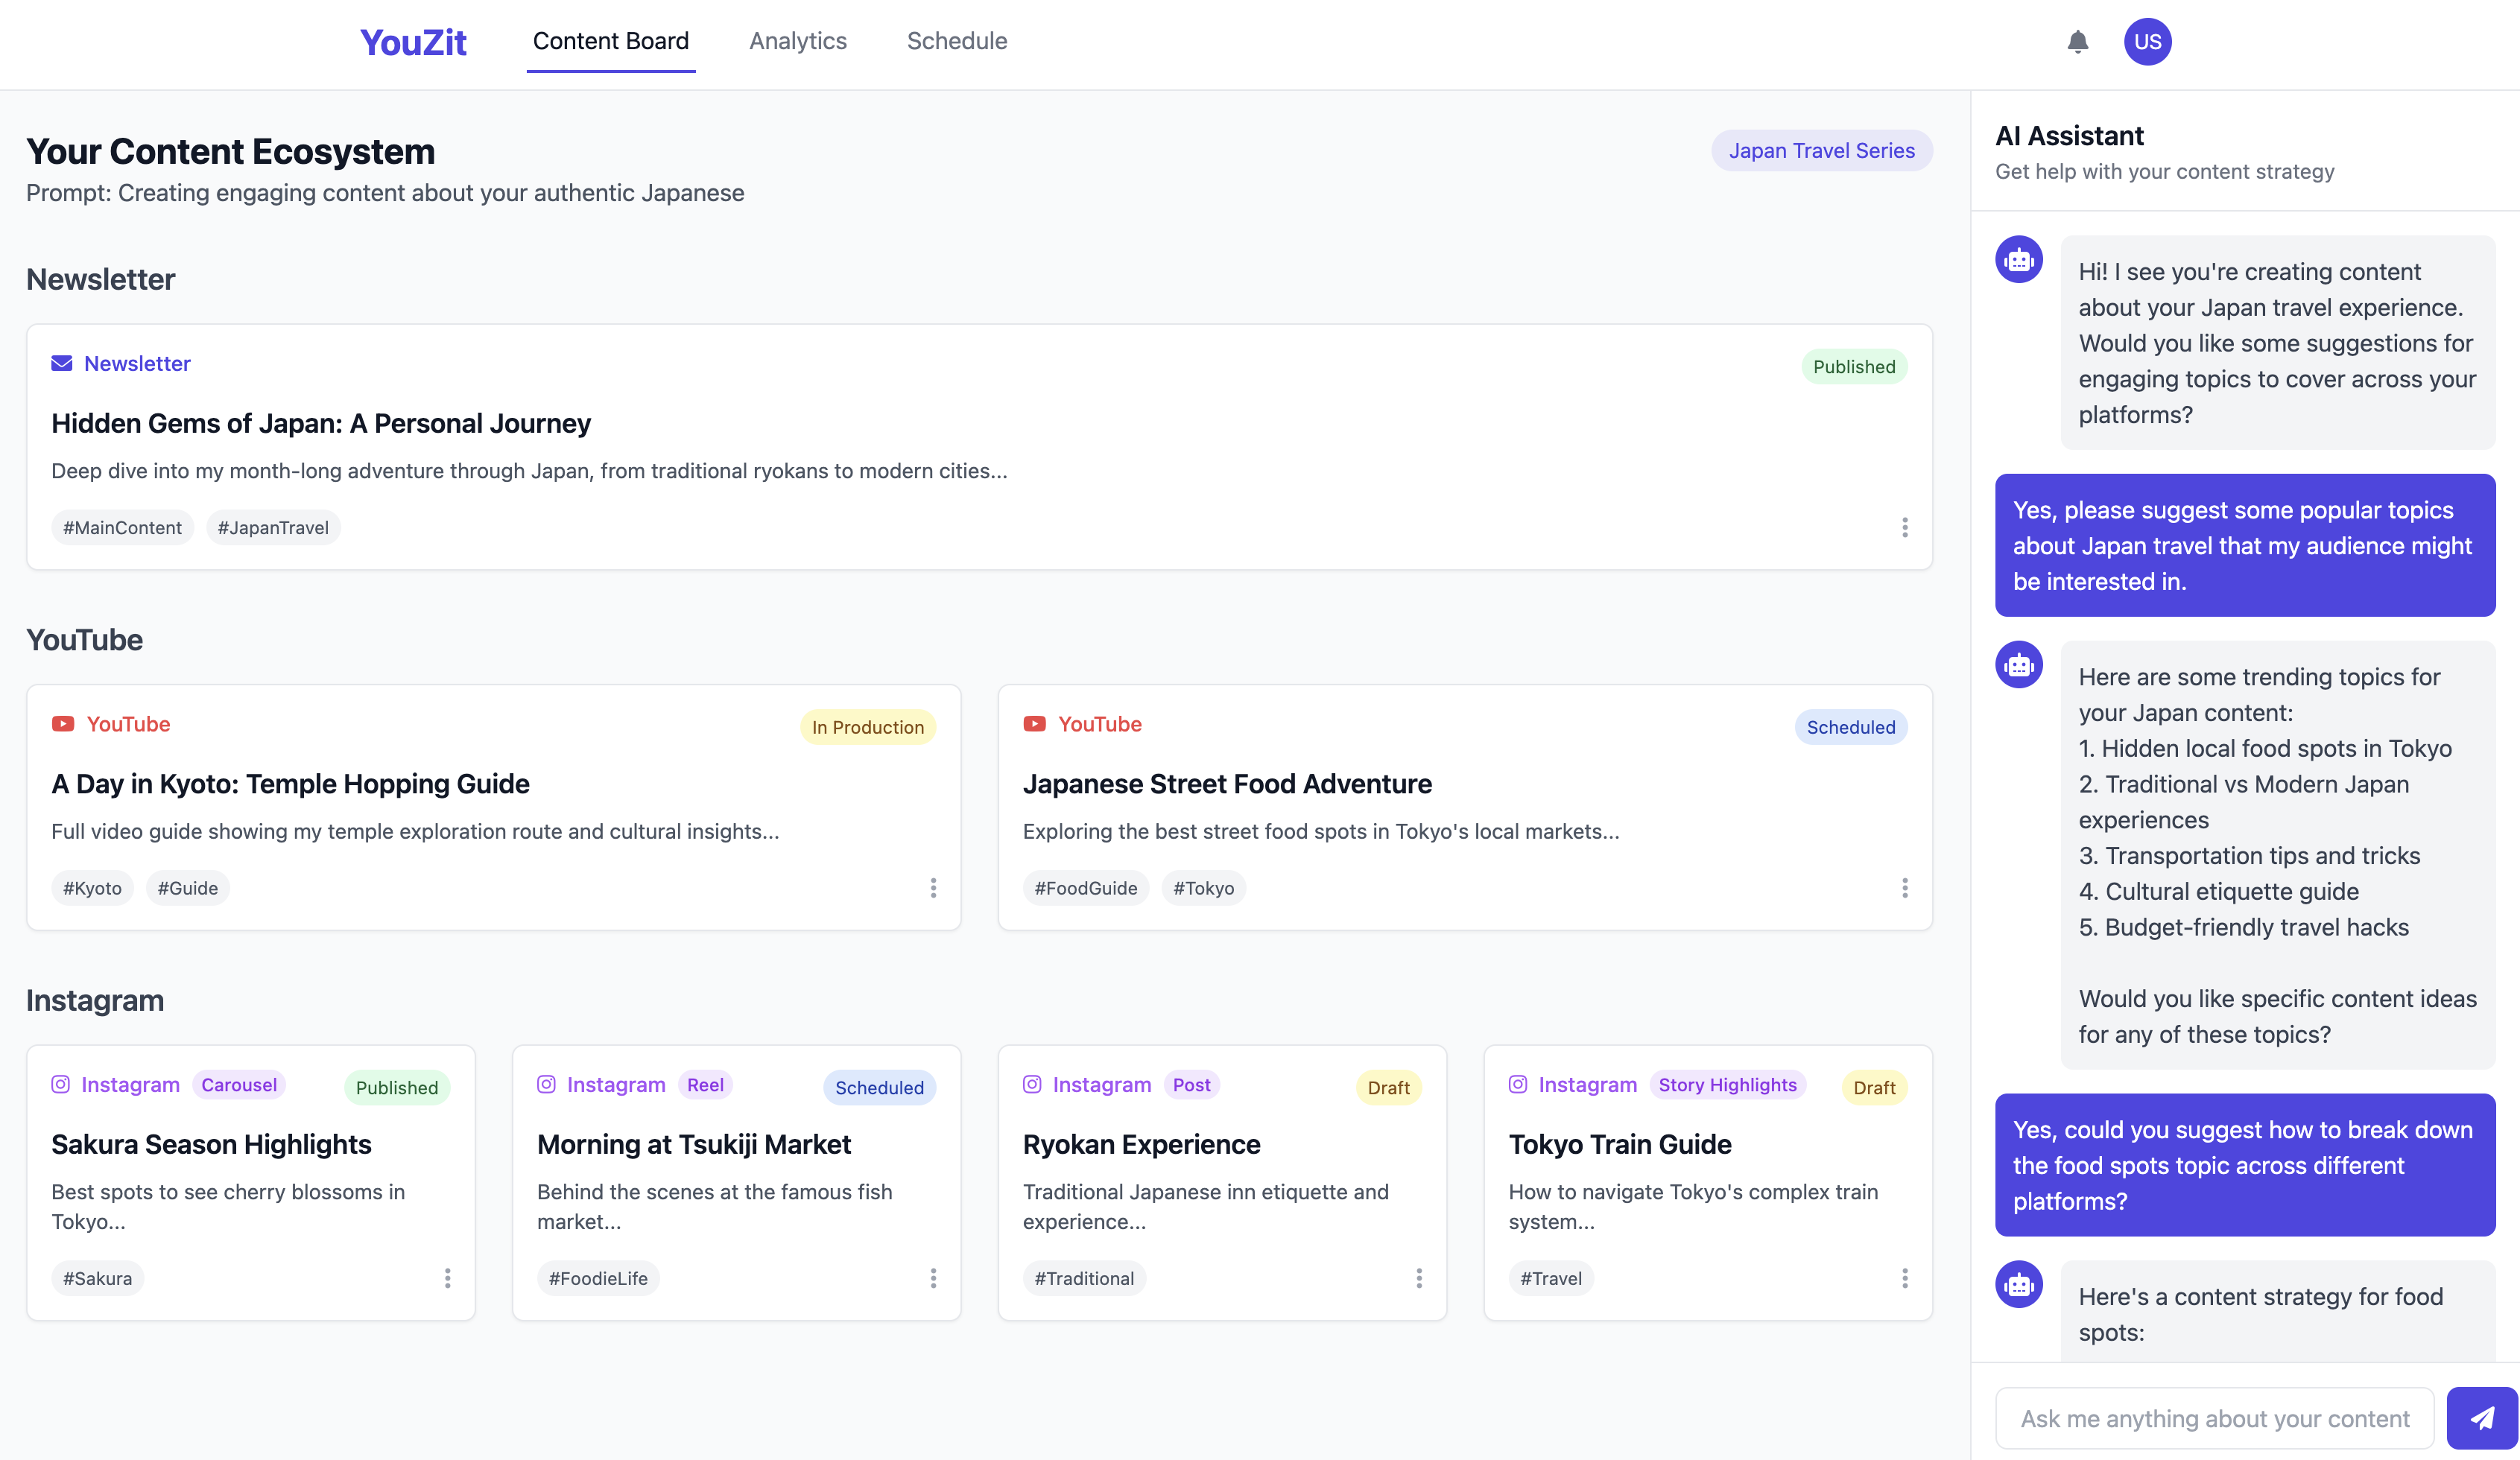 YouZit
Content Board
Analytics
Schedule
US
Your Content Ecosystem
Prompt: Creating engaging content about your authentic Japanese
Japan Travel Series
Newsletter
Newsletter
Published
Hidden Gems of Japan: A Personal Journey
Deep dive into my month-long adventure through Japan, from traditional ryokans to modern cities...
#MainContent
#JapanTravel
YouTube
YouTube
In Production
A Day in Kyoto: Temple Hopping Guide
Full video guide showing my temple exploration route and cultural insights...
#Kyoto
#Guide
YouTube
Scheduled
Japanese Street Food Adventure
Exploring the best street food spots in Tokyo's local markets...
#FoodGuide
#Tokyo
Instagram
Instagram
Carousel
Published
Sakura Season Highlights
Best spots to see cherry blossoms in
Tokyo...
#Sakura
Instagram
Reel
Scheduled
Morning at Tsukiji Market
Behind the scenes at the famous fish
market...
#FoodieLife
Instagram
Post
Draft
Ryokan Experience
Traditional Japanese inn etiquette and
experience...
#Traditional
Instagram
Story Highlights
Draft
Tokyo Train Guide
How to navigate Tokyo's complex train
system...
#Travel
AI Assistant
Get help with your content strategy
Hi! I see you're creating content
about your Japan travel experience.
Would you like some suggestions for
engaging topics to cover across your
platforms?
Yes, please suggest some popular topics
about Japan travel that my audience might
be interested in.
Here are some trending topics for
your Japan content:
1. Hidden local food spots in Tokyo
2. Traditional vs Modern Japan
experiences
3. Transportation tips and tricks
4. Cultural etiquette guide
5. Budget-friendly travel hacks
Would you like specific content ideas
for any of these topics?
Yes, could you suggest how to break down
the food spots topic across different
platforms?
Here's a content strategy for food
spots:
Ask me anything about your content